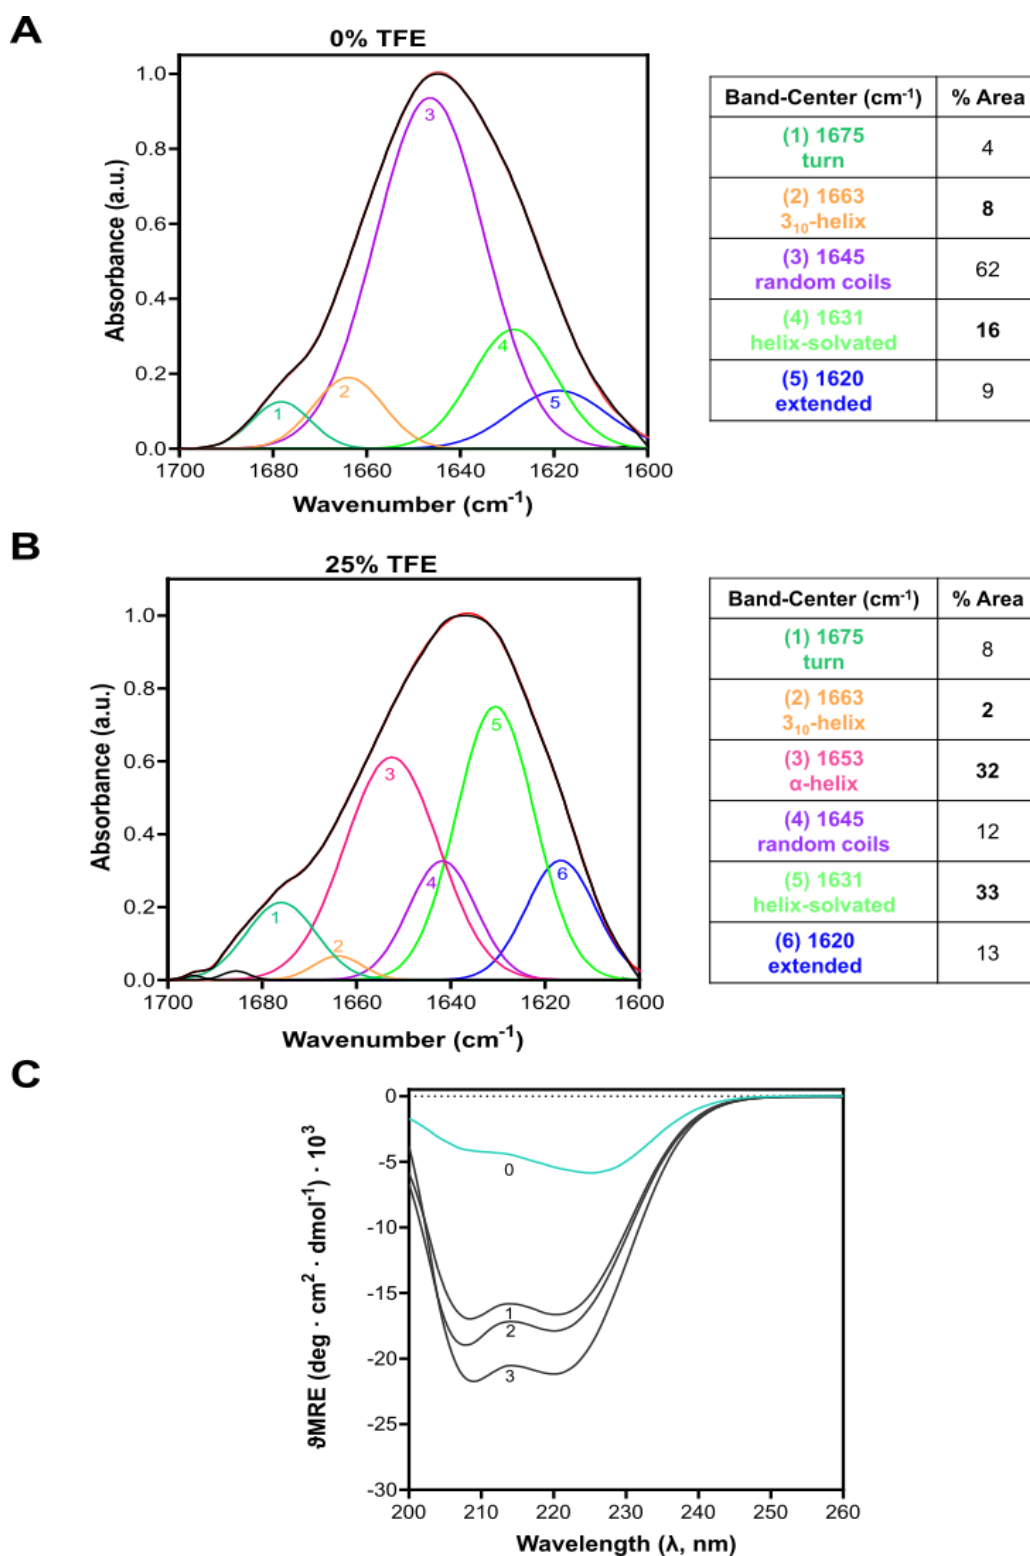 A
0% TFE
1.0
0.8
0.6
0.4
0.2
0.0
Absorbance (a.u.)
1
2
3
4
5
1700 1680 1660 1640 1620 1600
Wavenumber (cm⁻¹)
Band-Center (cm⁻¹) % Area
(1) 1675
turn
4
(2) 1663
3₁₀-helix
8
(3) 1645
random coils
62
(4) 1631
helix-solvated
16
(5) 1620
extended
9
B
25% TFE
1.0
0.8
0.6
0.4
0.2
0.0
Absorbance (a.u.)
1
2
3
4
5
6
1700 1680 1660 1640 1620 1600
Wavenumber (cm⁻¹)
Band-Center (cm⁻¹) % Area
(1) 1675
turn
8
(2) 1663
3₁₀-helix
2
(3) 1653
α-helix
32
(4) 1645
random coils
12
(5) 1631
helix-solvated
33
(6) 1620
extended
13
C
0
-5
-10
-15
-20
-25
-30
ϑMRE (deg · cm² · dmol⁻¹) · 10³
0
1
2
3
200 210 220 230 240 250 260
Wavelength (λ, nm)